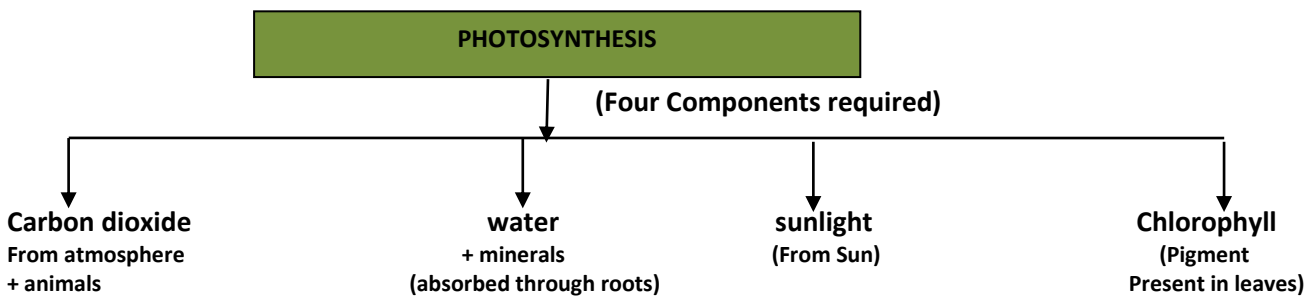 PHOTOSYNTHESIS
(Four Components required)
Carbon dioxide
From atmosphere
+ animals
water
+ minerals
(absorbed through roots)
sunlight
(From Sun)
Chlorophyll
(Pigment
Present in leaves)